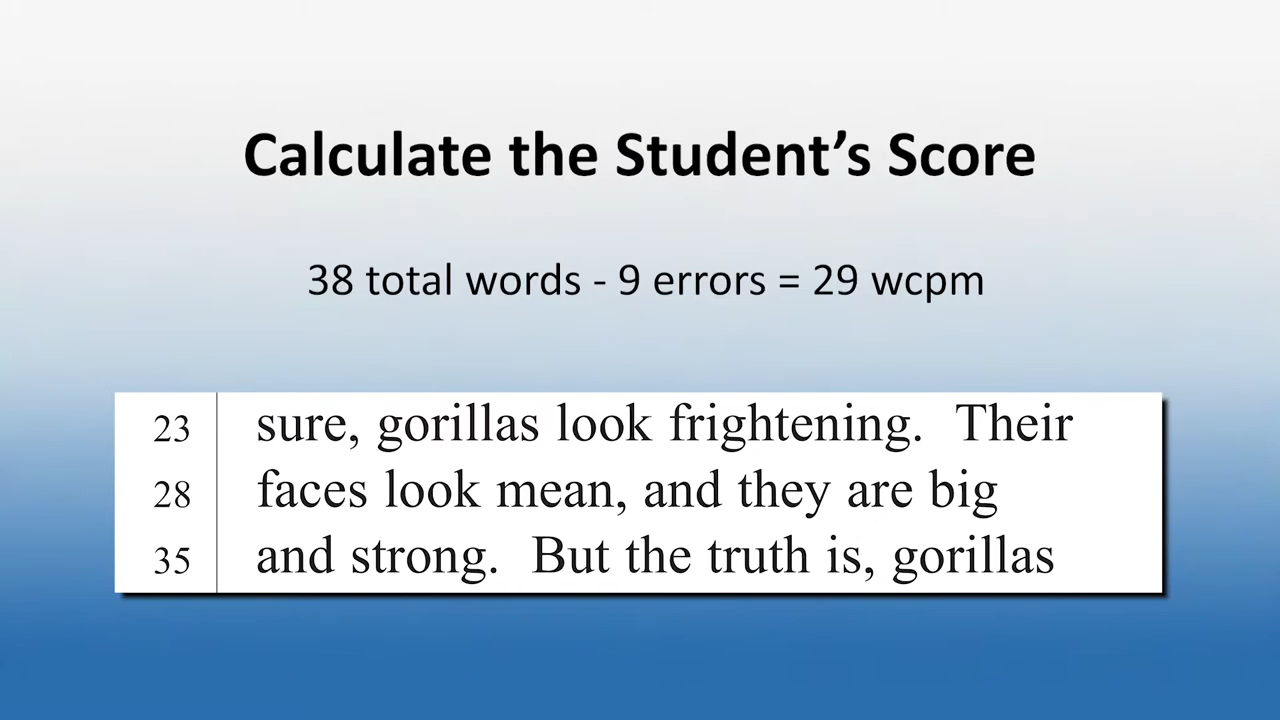 Calculate the Student’s Score
38 total words - 9 errors = 29 wcpm
23 sure, gorillas look frightening. Their
28 faces look mean, and they are big
35 and strong. But the truth is, gorillas